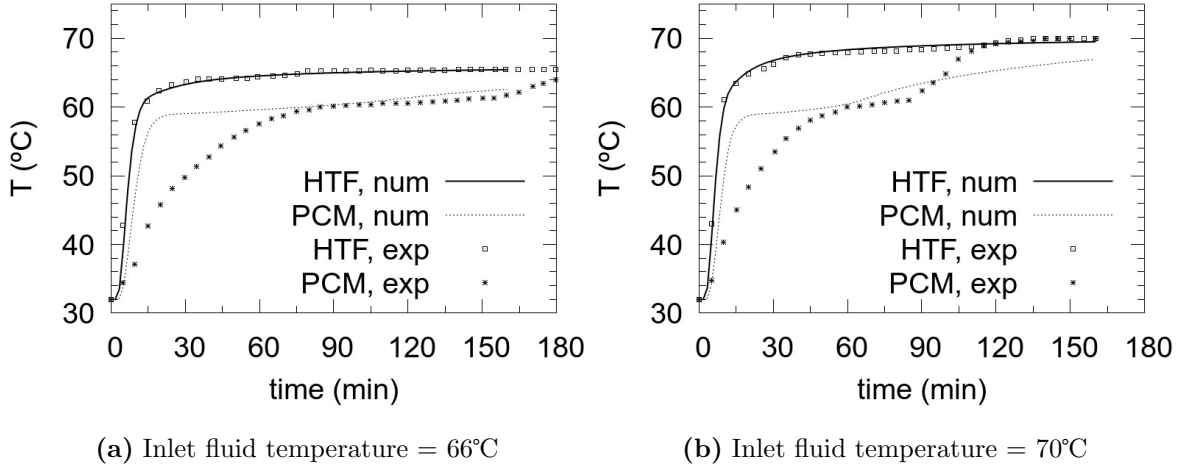 70
60
50
40
30
T (ºC)
HTF, num
PCM, num
HTF, exp
PCM, exp
0 30 60 90 120 150 180
time (min)
(a) Inlet fluid temperature = 66℃
70
60
50
40
30
T (ºC)
HTF, num
PCM, num
HTF, exp
PCM, exp
0 30 60 90 120 150 180
time (min)
(b) Inlet fluid temperature = 70℃